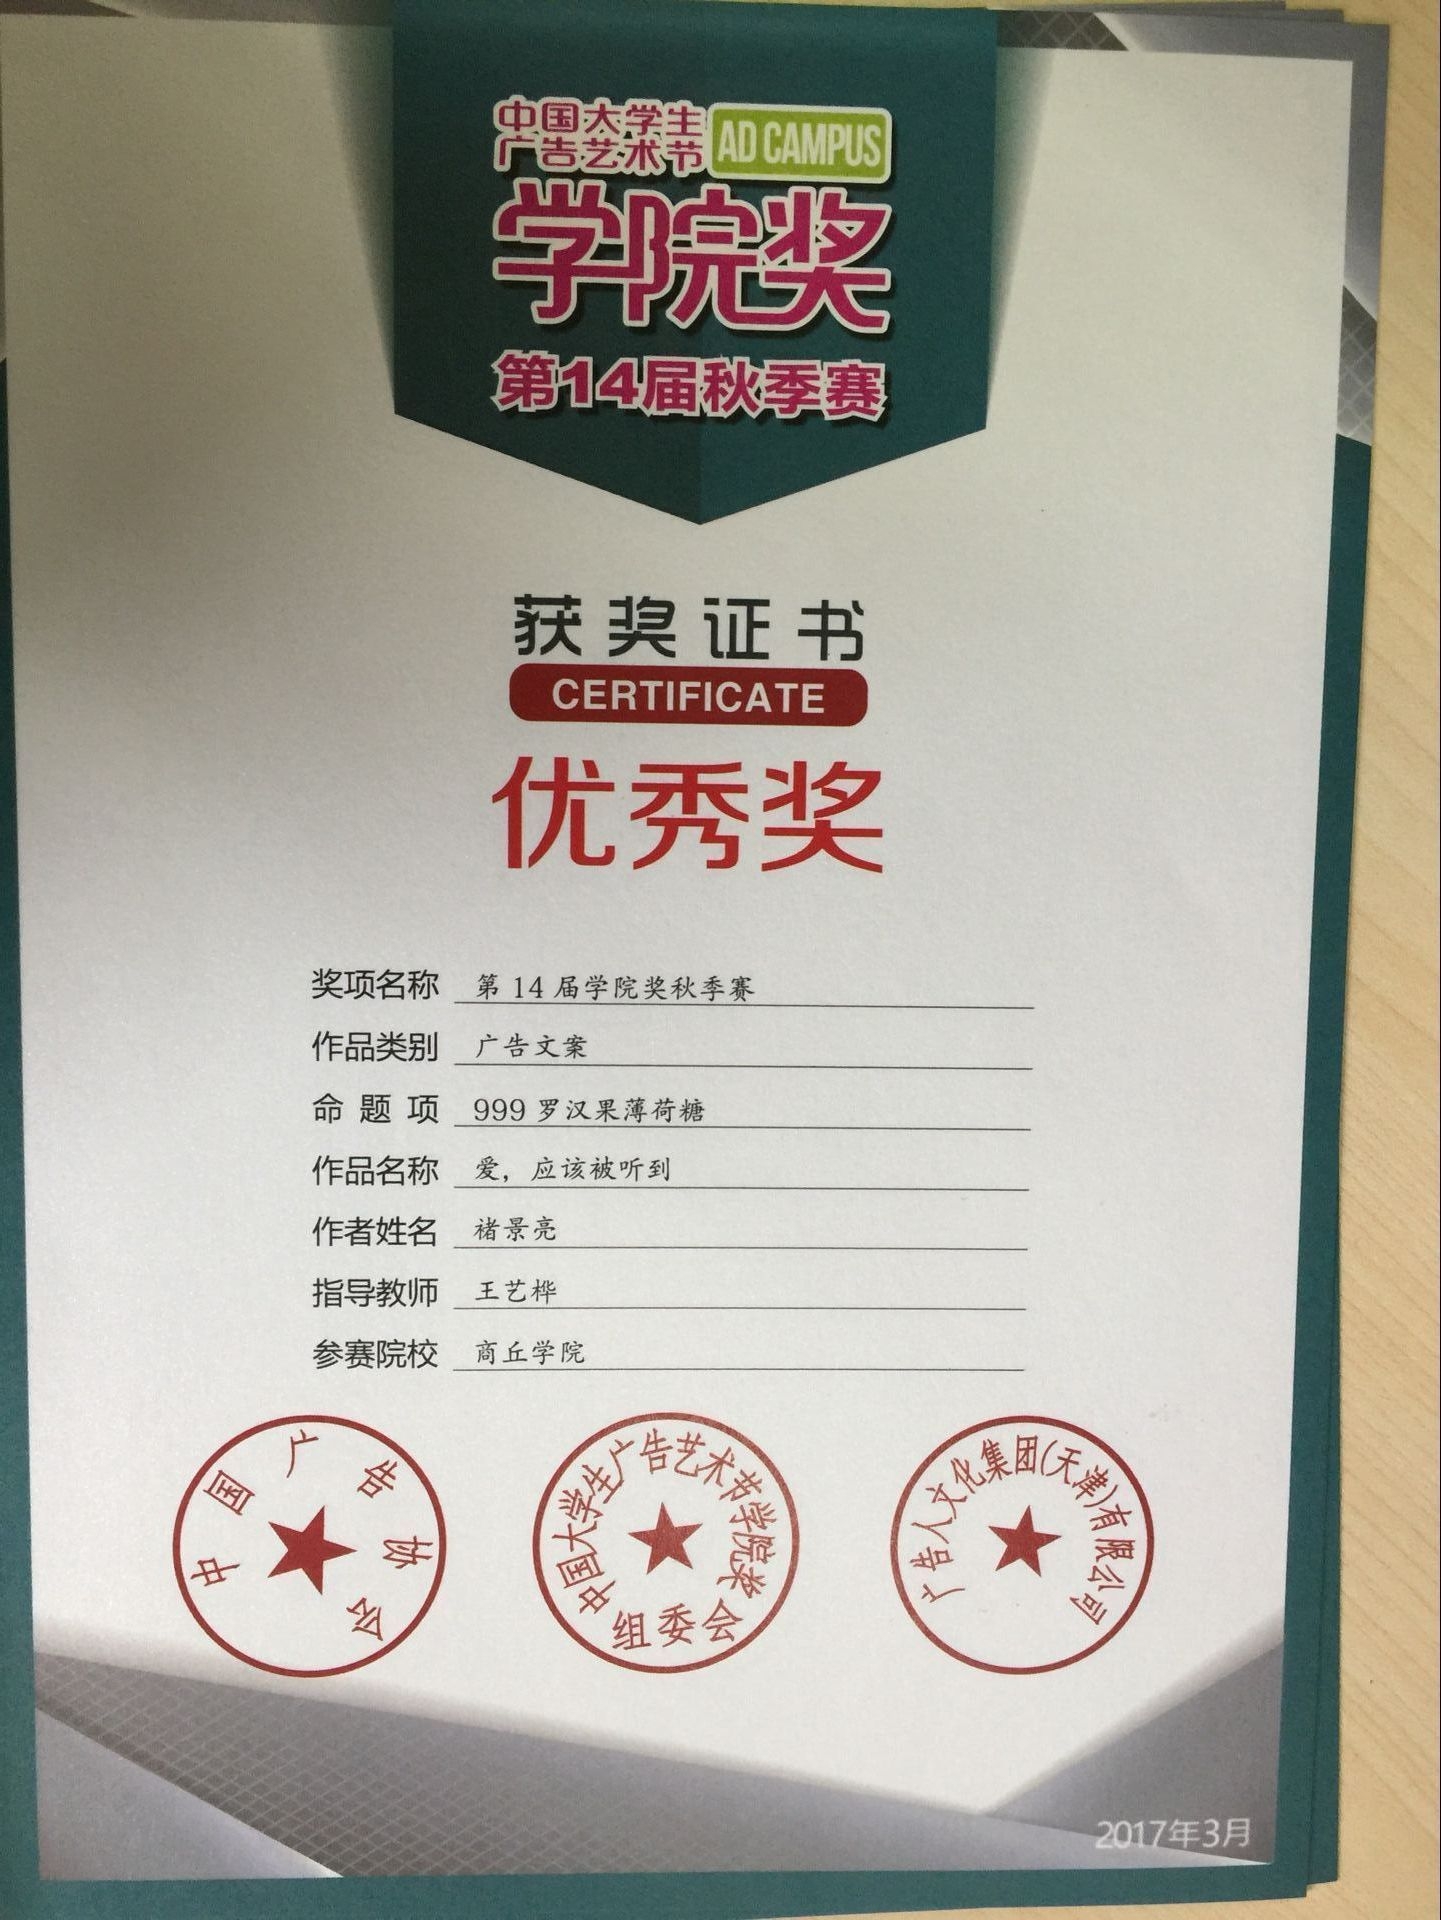 中国大学生
广告艺术节
AD CAMPUS
学院奖
第14届秋季赛
获奖证书
CERTIFICATE
优秀奖
奖项名称 第 14 届学院奖秋季赛
作品类别 广告文案
命题项 999 罗汉果薄荷糖
作品名称 爱，应该被听到
作者姓名 褚景亮
指导教师 王艺桦
参赛院校 商丘学院
中国广告协会
中国大学生广告艺术节学院奖
组委会
广告人文化集团(天津)有限公司
2017年3月